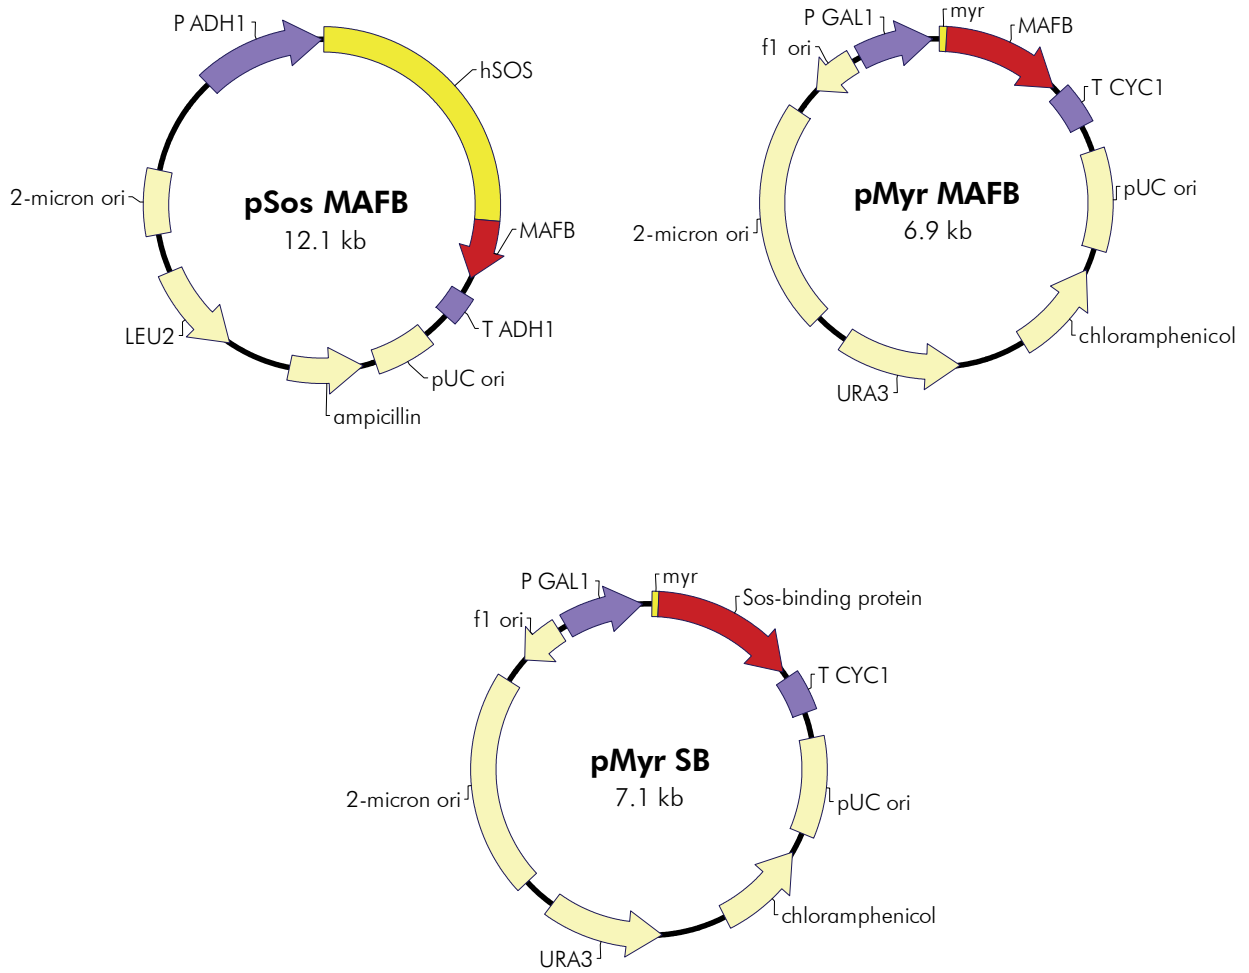 P ADH1
hSOS
2-micron ori
pSos MAFB
12.1 kb
MAFB
T ADH1
LEU2
pUC ori
ampicillin
P GAL1
myr
MAFB
f1 ori
T CYC1
pMyr MAFB
6.9 kb
pUC ori
2-micron ori
chloramphenicol
URA3
P GAL1
myr
Sos-binding protein
f1 ori
T CYC1
pMyr SB
7.1 kb
2-micron ori
pUC ori
chloramphenicol
URA3